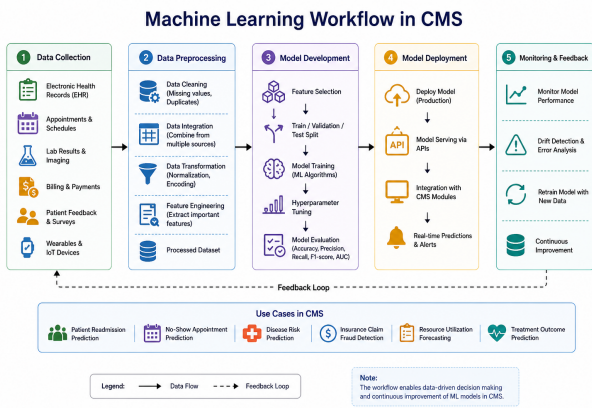 Machine Learning Workflow in CMS
1 Data Collection
Electronic Health
Records (EHR)
Appointments
& Schedules
Lab Results &
Imaging
Billing & Payments
Patient Feedback
& Surveys
Wearables &
IoT Devices
2 Data Preprocessing
Data Cleaning
(Missing values,
Duplicates)
Data Integration
(Combine from
multiple sources)
Data Transformation
(Normalization,
Encoding)
Feature Engineering
(Extract important
features)
Processed Dataset
3 Model Development
Feature Selection
Train / Validation /
Test Split
Model Training
(ML Algorithms)
Hyperparameter
Tuning
Model Evaluation
(Accuracy, Precision,
Recall, F1-score, AUC)
4 Model Deployment
Deploy Model
(Production)
API
Model Serving via
APIs
Integration with
CMS Modules
Real-time Predictions
& Alerts
5 Monitoring & Feedback
Monitor Model
Performance
Drift Detection &
Error Analysis
Retrain Model with
New Data
Continuous
Improvement
Feedback Loop
Use Cases in CMS
Patient Readmission
Prediction
No-Show Appointment
Prediction
Disease Risk
Prediction
$
Insurance Claim
Fraud Detection
Resource Utilization
Forecasting
Treatment Outcome
Prediction
Legend:
Data Flow
Feedback Loop
Note:
The workflow enables data-driven decision making
and continuous improvement of ML models in CMS.